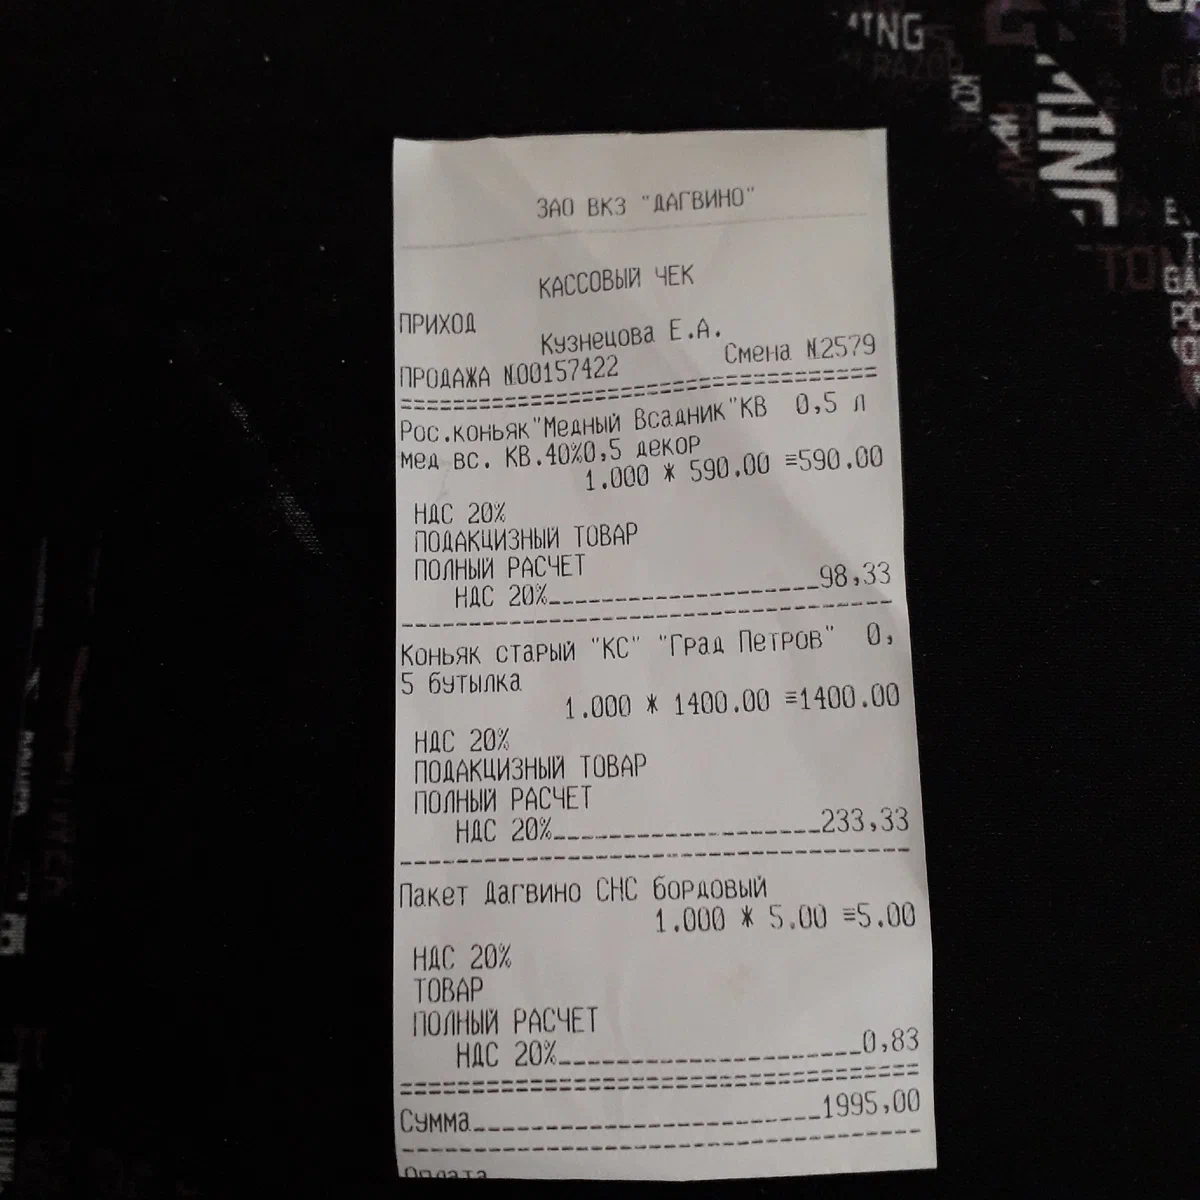 ЗАО ВКЗ "ДАГВИНО"
КАССОВЫЙ ЧЕК
ПРИХОД
Кузнецова Е.А.
ПРОДАЖА №00157422 Смена №2579
Рос.коньяк"Медный Всадник"КВ 0,5 л
мед вс. КВ.40%0,5 декор
1.000 * 590.00 ≡590.00
НДС 20%
ПОДАКЦИЗНЫЙ ТОВАР
ПОЛНЫЙ РАСЧЕТ
НДС 20% 98,33
Коньяк старый "КС" "Град Петров" 0,
5 бутылка
1.000 * 1400.00 ≡1400.00
НДС 20%
ПОДАКЦИЗНЫЙ ТОВАР
ПОЛНЫЙ РАСЧЕТ
НДС 20% 233,33
Пакет Дагвино СНС бордовый
1.000 * 5.00 ≡5.00
НДС 20%
ТОВАР
ПОЛНЫЙ РАСЧЕТ
НДС 20% 0,83
Сумма 1995,00
Оплата